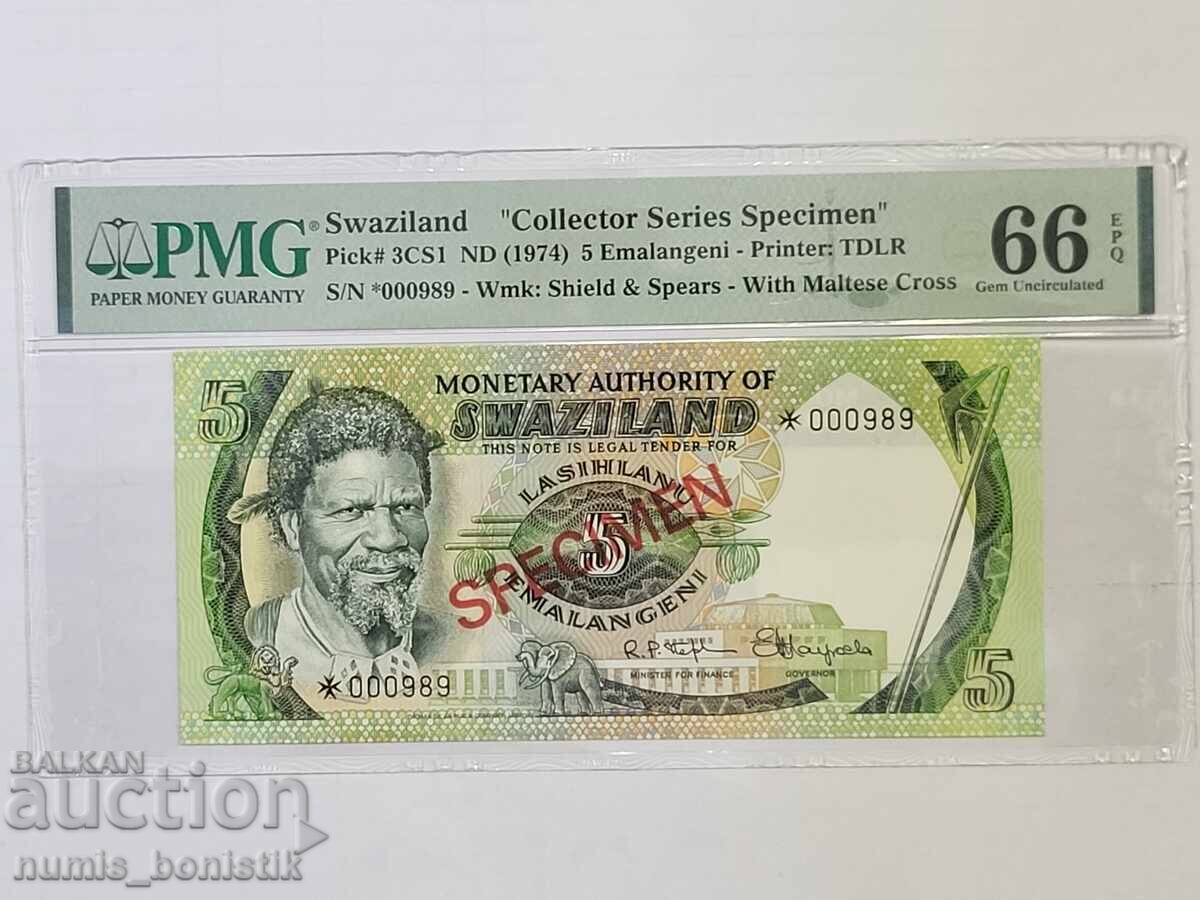 PMG®
PAPER MONEY GUARANTY
Swaziland "Collector Series Specimen"
Pick# 3CS1 ND (1974) 5 Emalangeni - Printer: TDLR
S/N *000989 - Wmk: Shield & Spears - With Maltese Cross
66 EPQ
Gem Uncirculated
5
MONETARY AUTHORITY OF
SWAZILAND
*000989
THIS NOTE IS LEGAL TENDER FOR
LASIHLANU
5
EMALANGENI
SPECIMEN
MINISTER FOR FINANCE
GOVERNOR
*000989
5
BALKAN
auction
numis_bonistik